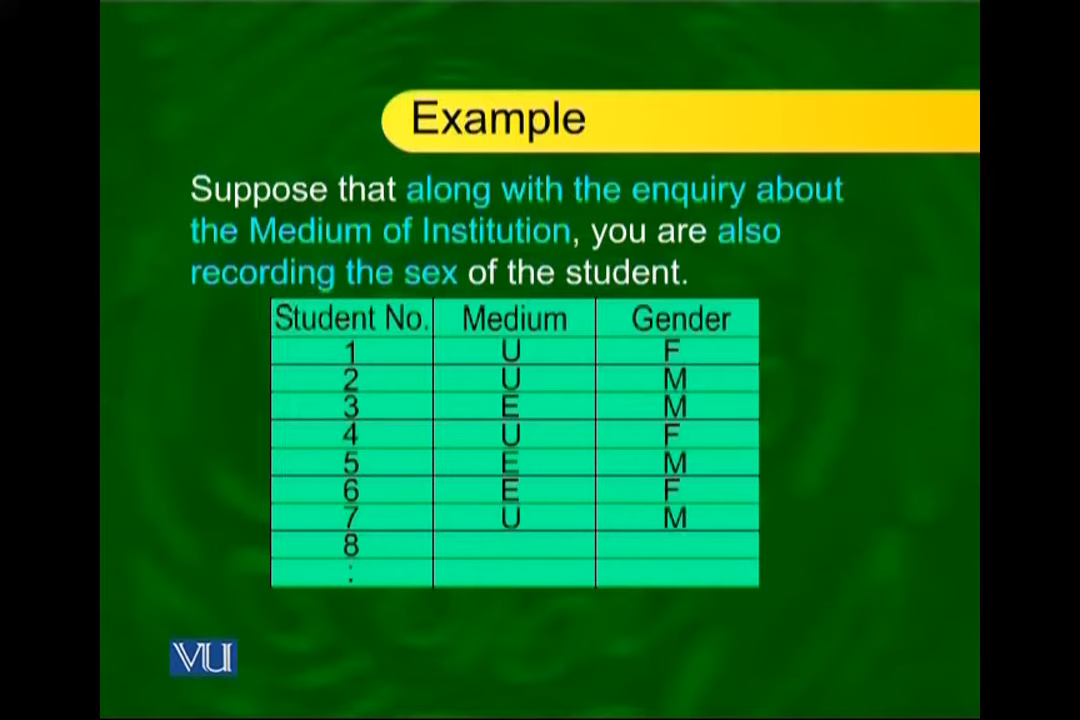 Example
Suppose that along with the enquiry about
the Medium of Institution, you are also
recording the sex of the student.
Student No. Medium Gender
1 U F
2 U M
3 E M
4 U F
5 E M
6 E F
7 U M
8
:
VU